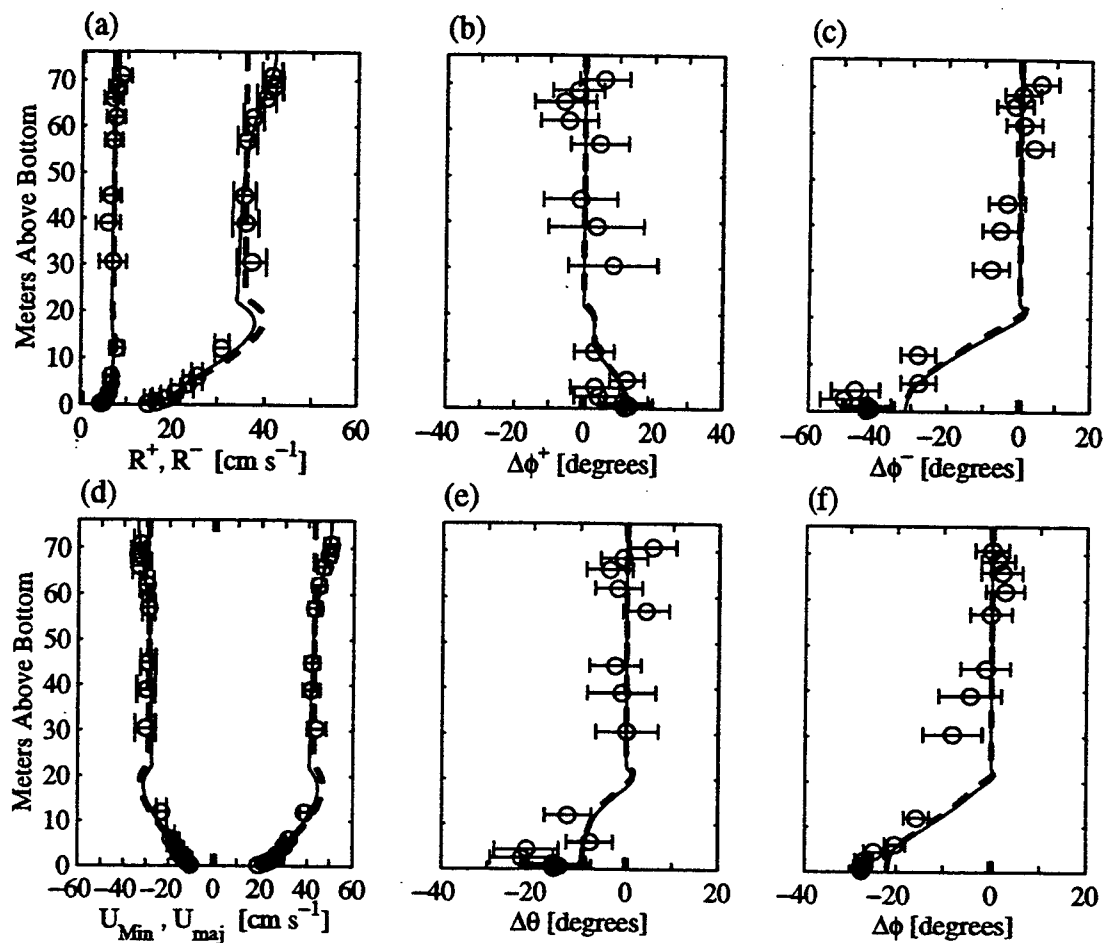 (a)
(b)
(c)
Meters Above Bottom
70
60
50
40
30
20
10
0
0 20 40 60
R⁺, R⁻ [cm s⁻¹]
−40 −20 0 20 40
Δϕ⁺ [degrees]
−60 −40 −20 0 20
Δϕ⁻ [degrees]
(d)
(e)
(f)
Meters Above Bottom
70
60
50
40
30
20
10
0
−60 −40 −20 0 20 40 60
U_Min, U_maj [cm s⁻¹]
−40 −20 0 20
Δθ [degrees]
−40 −20 0 20
Δϕ [degrees]